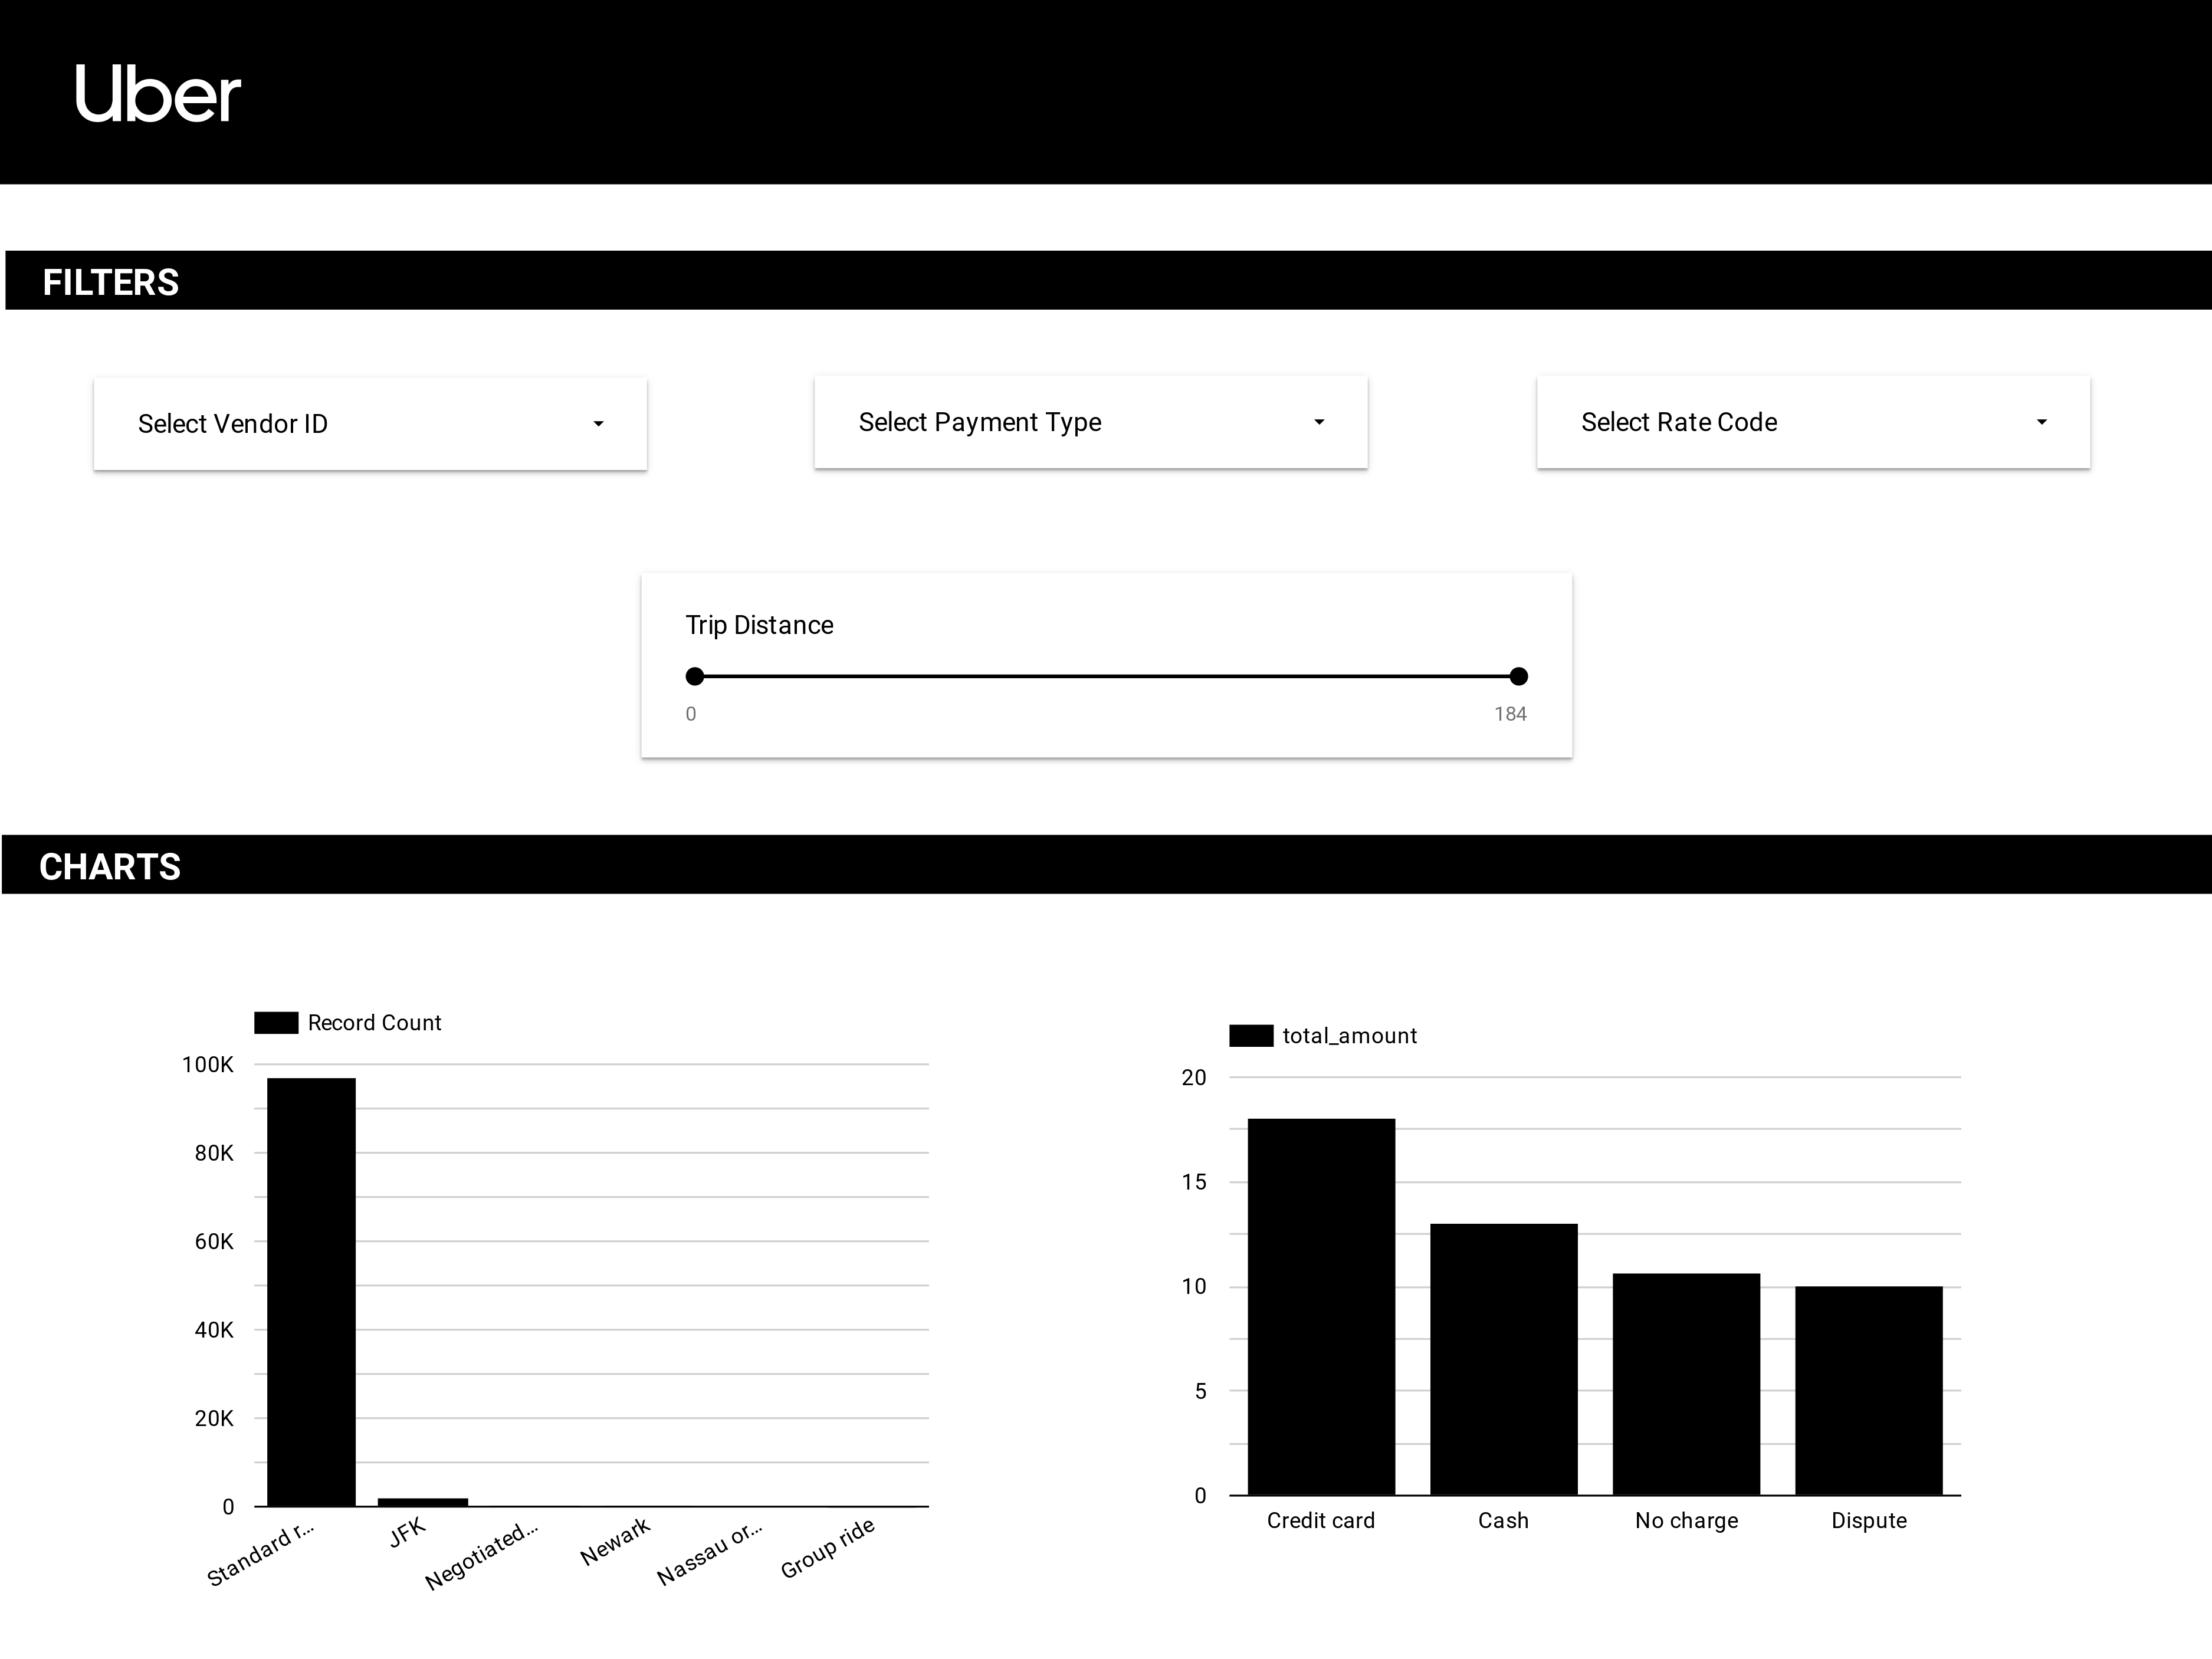 Uber
FILTERS
Select Vendor ID
Select Payment Type
Select Rate Code
Trip Distance
0
184
CHARTS
Record Count
100K
80K
60K
40K
20K
0
Standard r...
JFK
Negotiated...
Newark
Nassau or...
Group ride
total_amount
20
15
10
5
0
Credit card
Cash
No charge
Dispute